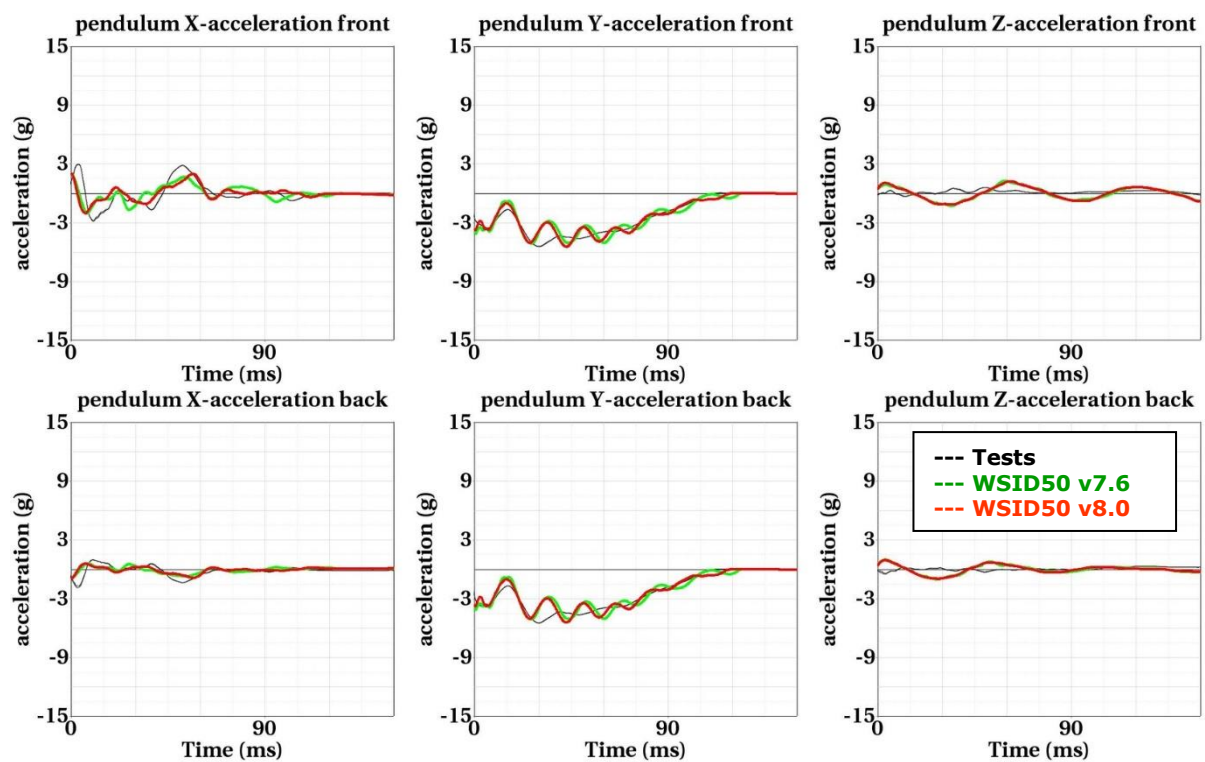 pendulum X-acceleration front
pendulum Y-acceleration front
pendulum Z-acceleration front
15
9
3
-3
-9
-15
acceleration (g)
0
90
Time (ms)
15
9
3
-3
-9
-15
acceleration (g)
0
90
Time (ms)
15
9
3
-3
-9
-15
acceleration (g)
0
90
Time (ms)
pendulum X-acceleration back
pendulum Y-acceleration back
pendulum Z-acceleration back
15
9
3
-3
-9
-15
acceleration (g)
0
90
Time (ms)
15
9
3
-3
-9
-15
acceleration (g)
0
90
Time (ms)
15
9
3
-3
-9
-15
acceleration (g)
0
90
Time (ms)
--- Tests
--- WSID50 v7.6
--- WSID50 v8.0